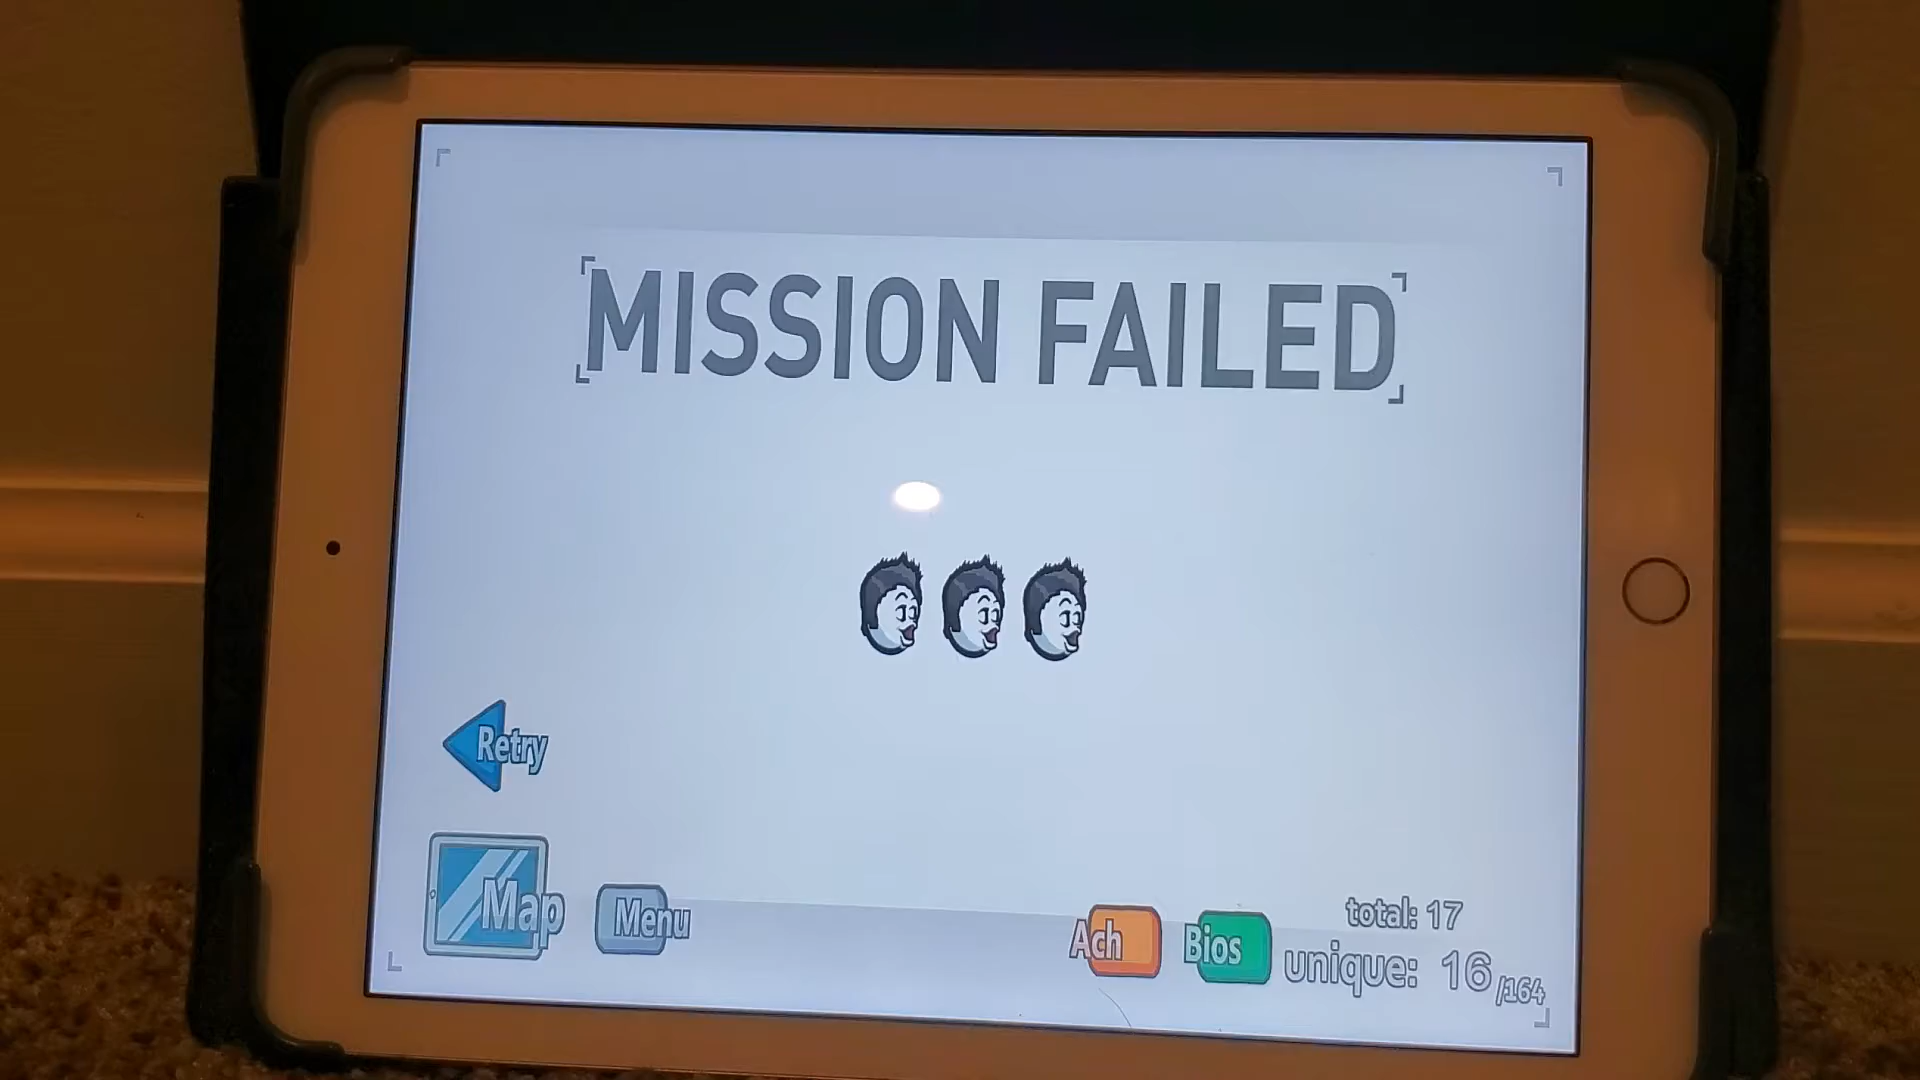 MISSION FAILED
Retry
Map
Menu
Ach
Bios
total: 17
unique: 16/164